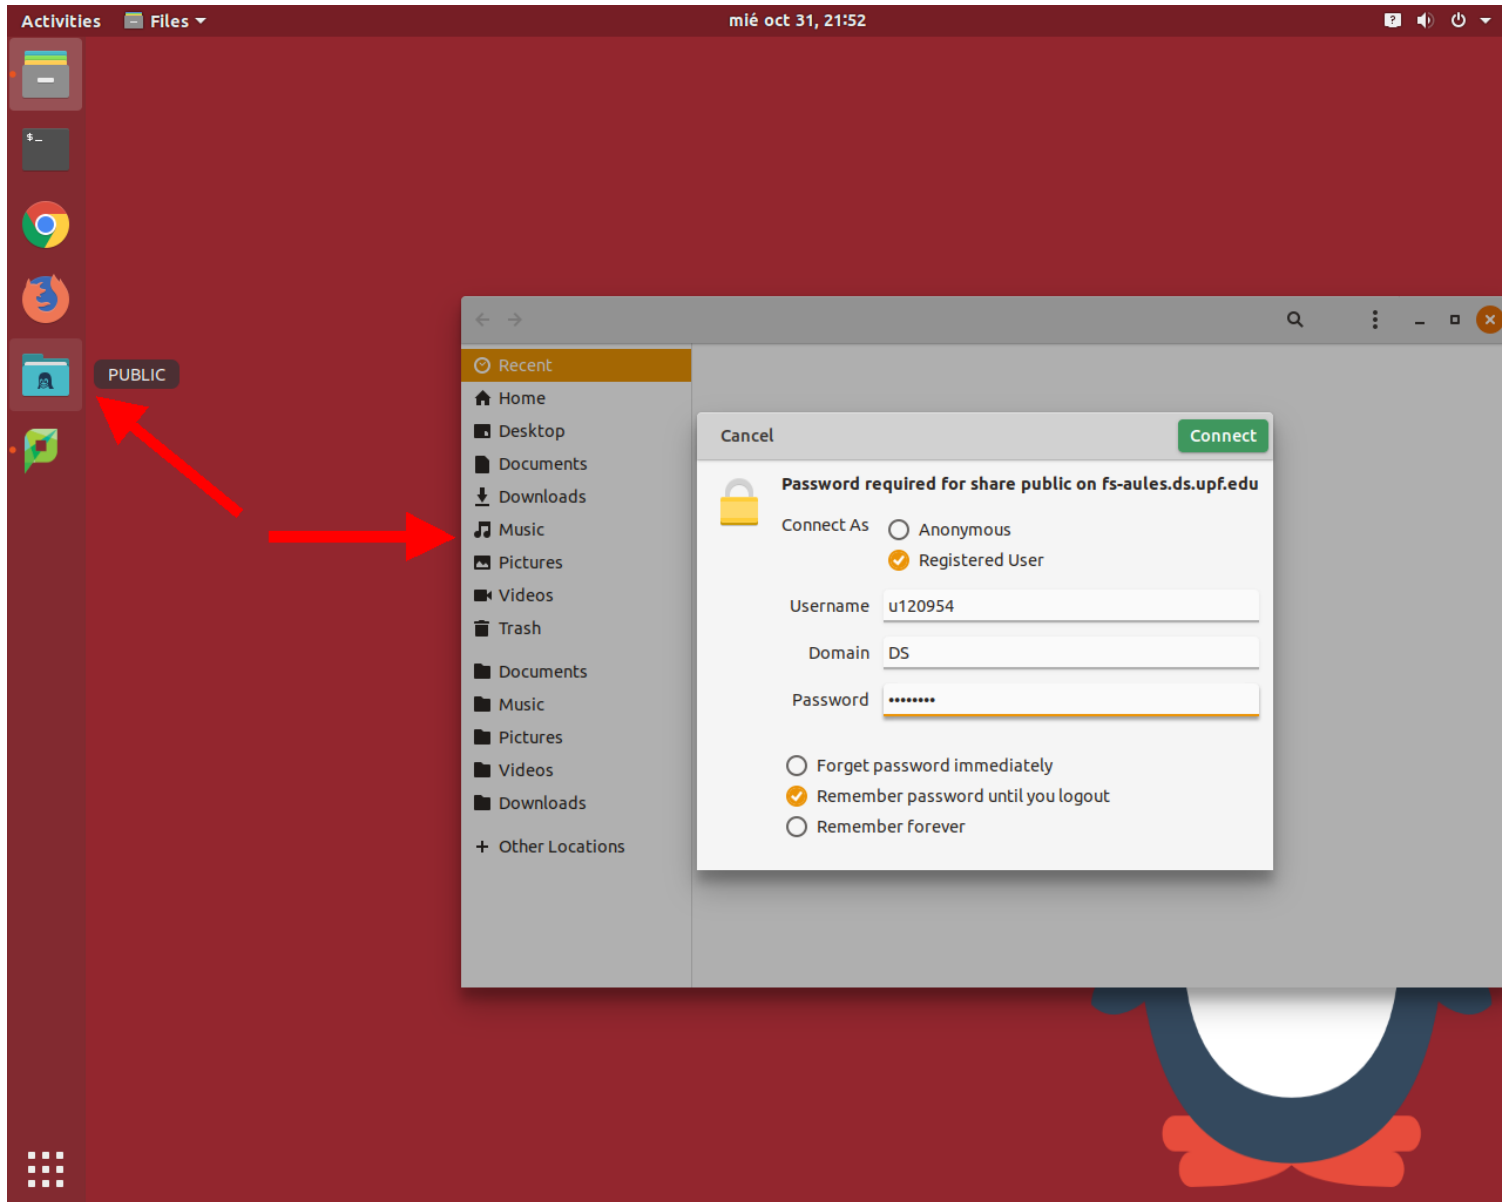 Activities Files mié oct 31, 21:52
$_
PUBLIC
Recent
Home
Desktop
Documents
Downloads
Music
Pictures
Videos
Trash
Documents
Music
Pictures
Videos
Downloads
+ Other Locations
Cancel Connect
Password required for share public on fs-aules.ds.upf.edu
Connect As Anonymous
Registered User
Username u120954
Domain DS
Password ••••••••
Forget password immediately
Remember password until you logout
Remember forever